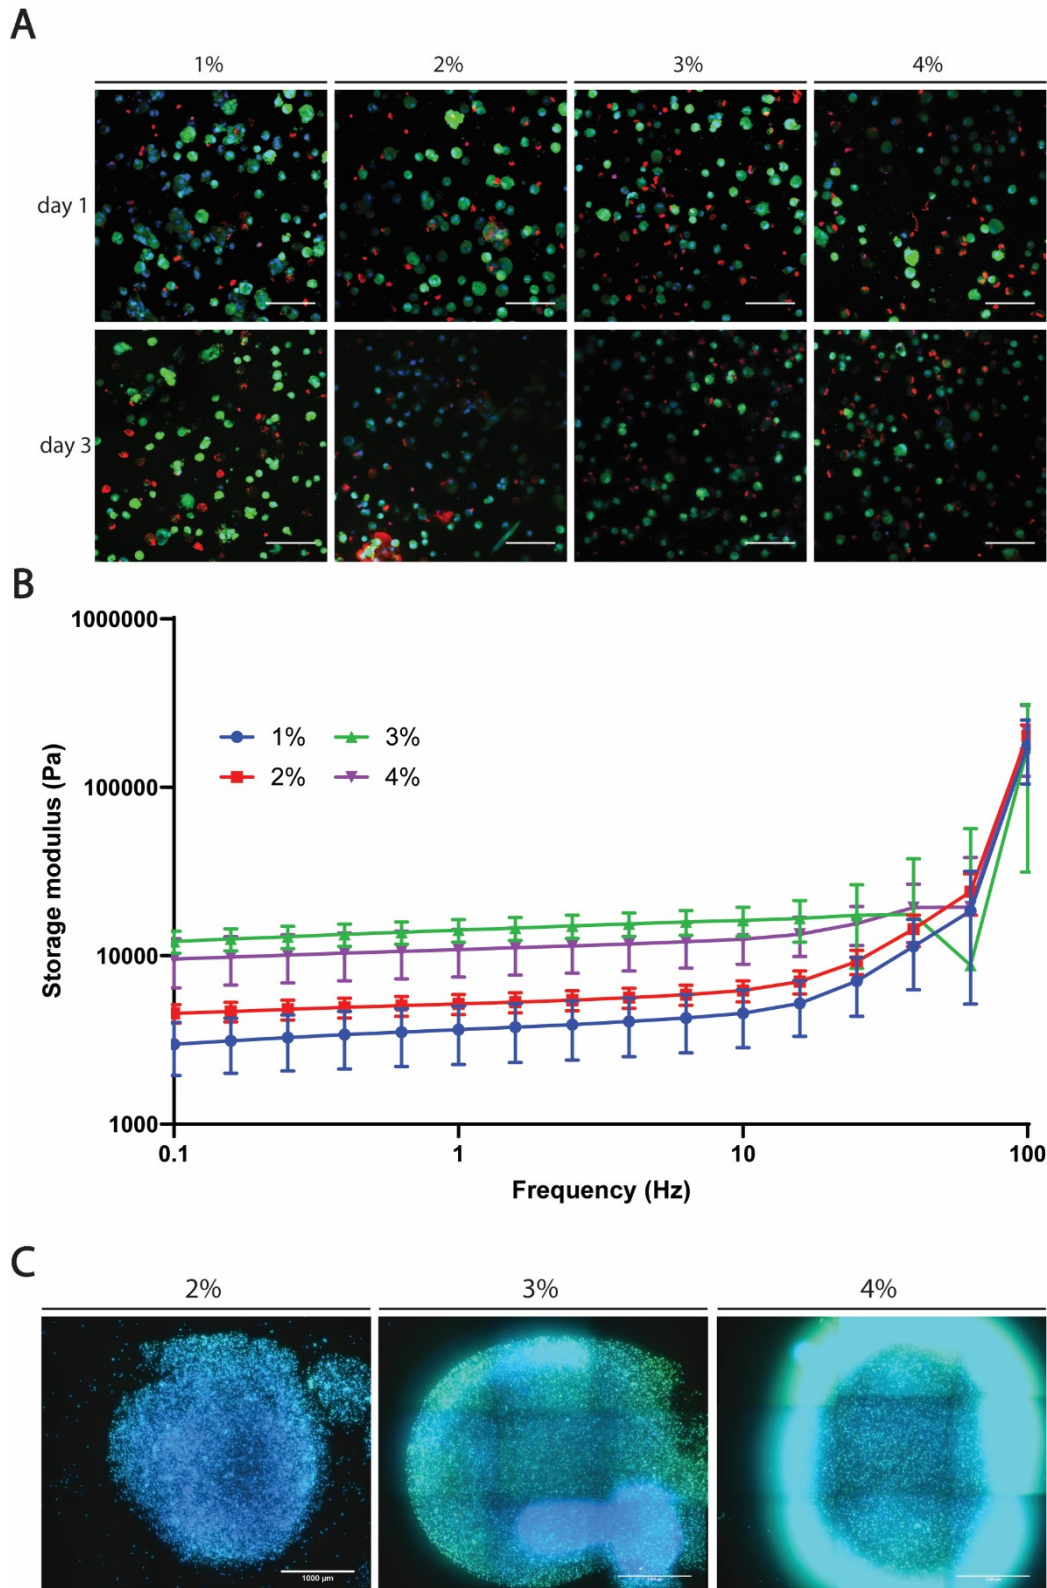 A
1% 2% 3% 4%
day 1
day 3
B
1000000
100000
10000
1000
Storage modulus (Pa)
1% 3%
2% 4%
0.1 1 10 100
Frequency (Hz)
C
2% 3% 4%
1000 µm